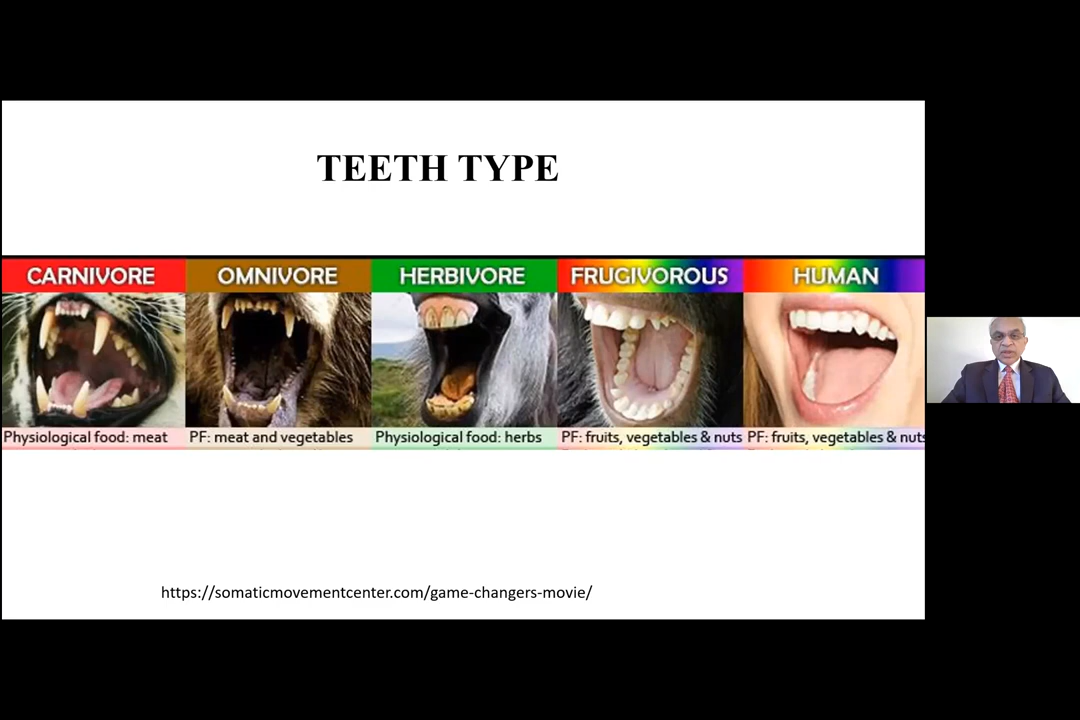 TEETH TYPE
CARNIVORE OMNIVORE HERBIVORE FRUGIVOROUS HUMAN
Physiological food: meat PF: meat and vegetables Physiological food: herbs PF: fruits, vegetables & nuts PF: fruits, vegetables & nuts
https://somaticmovementcenter.com/game-changers-movie/